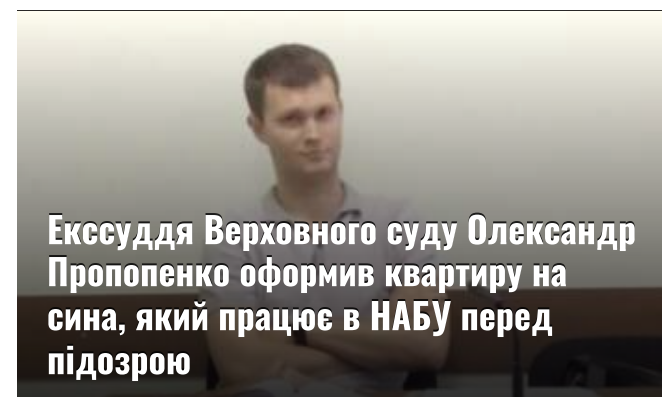 Екссуддя Верховного суду Олександр
Пропопенко оформив квартиру на
сина, який працює в НАБУ перед
підозрою